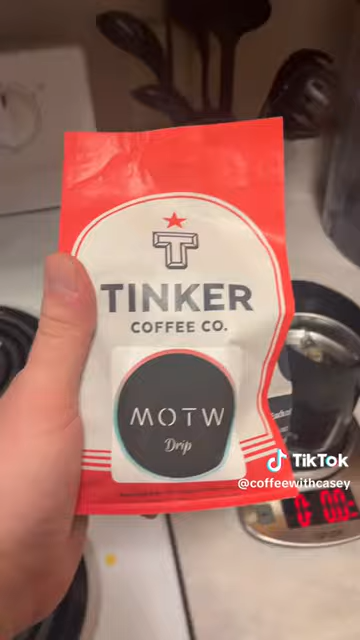 T
TINKER
COFFEE CO.
MOTW
Drip
TikTok
@coffeewithcasey